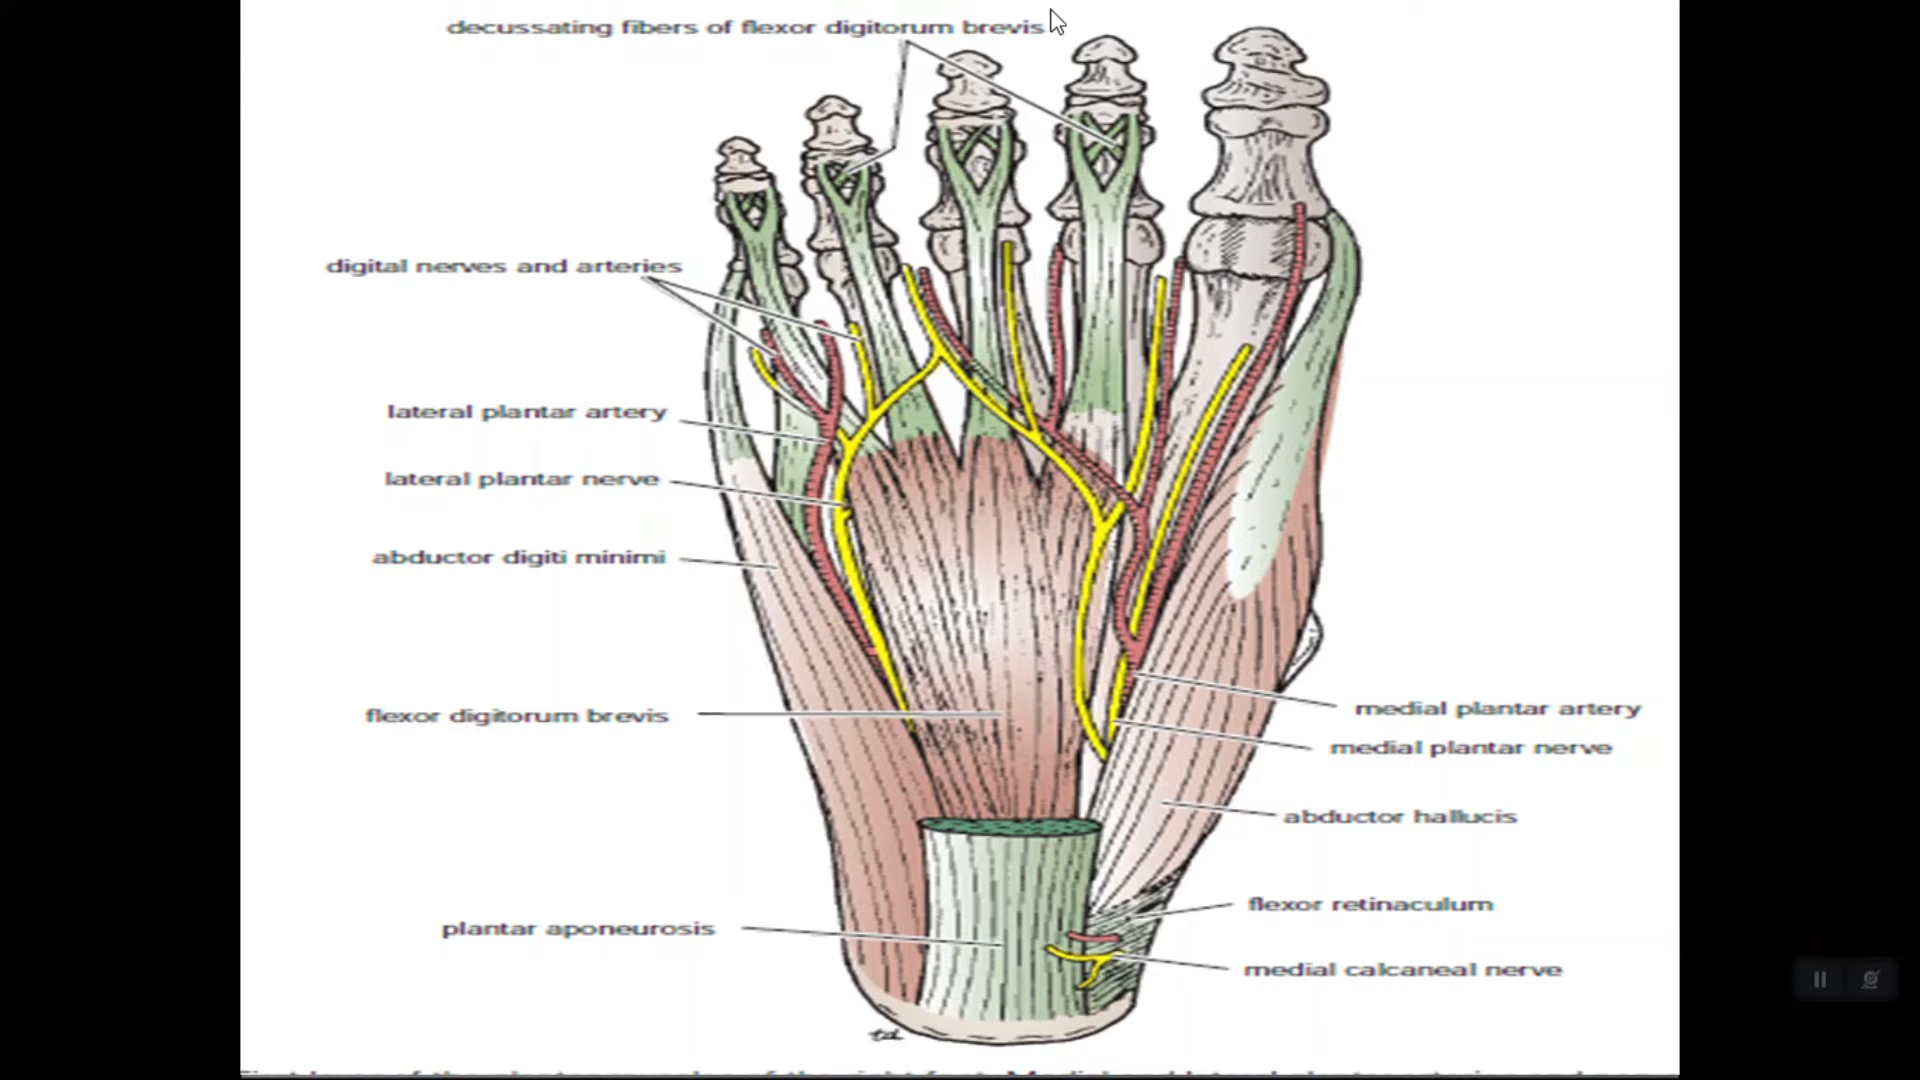 decussating fibers of flexor digitorum brevis
digital nerves and arteries
lateral plantar artery
lateral plantar nerve
abductor digiti minimi
flexor digitorum brevis
medial plantar artery
medial plantar nerve
abductor hallucis
flexor retinaculum
plantar aponeurosis
medial calcaneal nerve